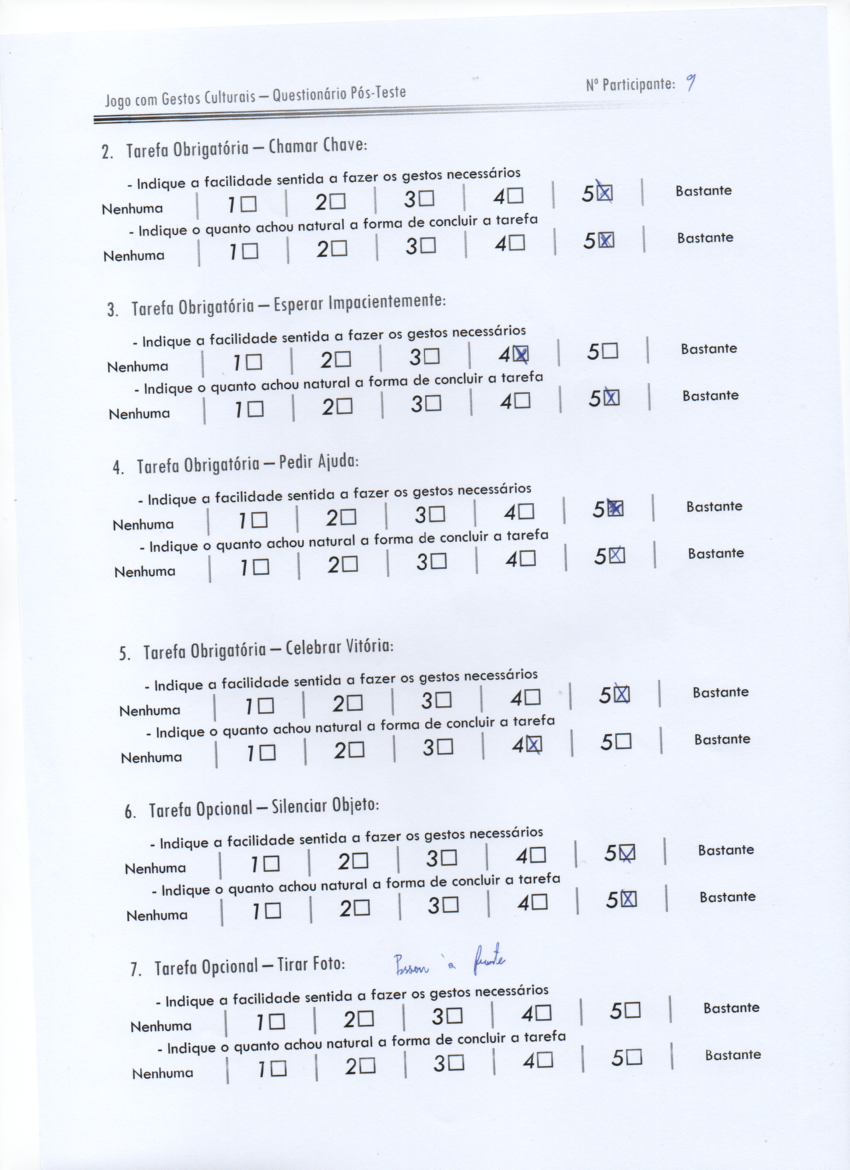 Jogo com Gestos Culturais – Questionário Pós-Teste Nº Participante: 9
2. Tarefa Obrigatória – Chamar Chave:
- Indique a facilidade sentida a fazer os gestos necessários
Nenhuma | 1☐ | 2☐ | 3☐ | 4☐ | 5☒ | Bastante
- Indique o quanto achou natural a forma de concluir a tarefa
Nenhuma | 1☐ | 2☐ | 3☐ | 4☐ | 5☒ | Bastante
3. Tarefa Obrigatória – Esperar Impacientemente:
- Indique a facilidade sentida a fazer os gestos necessários
Nenhuma | 1☐ | 2☐ | 3☐ | 4☒ | 5☐ | Bastante
- Indique o quanto achou natural a forma de concluir a tarefa
Nenhuma | 1☐ | 2☐ | 3☐ | 4☐ | 5☒ | Bastante
4. Tarefa Obrigatória – Pedir Ajuda:
- Indique a facilidade sentida a fazer os gestos necessários
Nenhuma | 1☐ | 2☐ | 3☐ | 4☐ | 5☒ | Bastante
- Indique o quanto achou natural a forma de concluir a tarefa
Nenhuma | 1☐ | 2☐ | 3☐ | 4☐ | 5☒ | Bastante
5. Tarefa Obrigatória – Celebrar Vitória:
- Indique a facilidade sentida a fazer os gestos necessários
Nenhuma | 1☐ | 2☐ | 3☐ | 4☐ | 5☒ | Bastante
- Indique o quanto achou natural a forma de concluir a tarefa
Nenhuma | 1☐ | 2☐ | 3☐ | 4☒ | 5☐ | Bastante
6. Tarefa Opcional – Silenciar Objeto:
- Indique a facilidade sentida a fazer os gestos necessários
Nenhuma | 1☐ | 2☐ | 3☐ | 4☐ | 5☒ | Bastante
- Indique o quanto achou natural a forma de concluir a tarefa
Nenhuma | 1☐ | 2☐ | 3☐ | 4☐ | 5☒ | Bastante
7. Tarefa Opcional – Tirar Foto: Passou à frente
- Indique a facilidade sentida a fazer os gestos necessários
Nenhuma | 1☐ | 2☐ | 3☐ | 4☐ | 5☐ | Bastante
- Indique o quanto achou natural a forma de concluir a tarefa
Nenhuma | 1☐ | 2☐ | 3☐ | 4☐ | 5☐ | Bastante